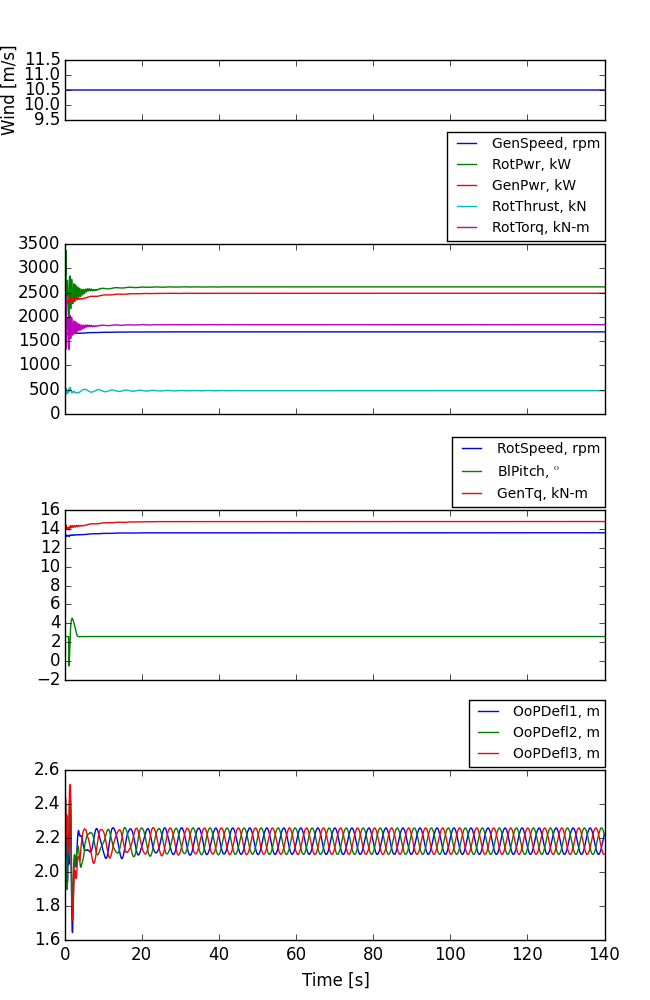 Wind [m/s]
11.5
11.0
10.5
10.0
9.5
GenSpeed, rpm
RotPwr, kW
GenPwr, kW
RotThrust, kN
RotTorq, kN-m
3500
3000
2500
2000
1500
1000
500
0
RotSpeed, rpm
BlPitch, °
GenTq, kN-m
16
14
12
10
8
6
4
2
0
−2
OoPDefl1, m
OoPDefl2, m
OoPDefl3, m
2.6
2.4
2.2
2.0
1.8
1.6
0 20 40 60 80 100 120 140
Time [s]